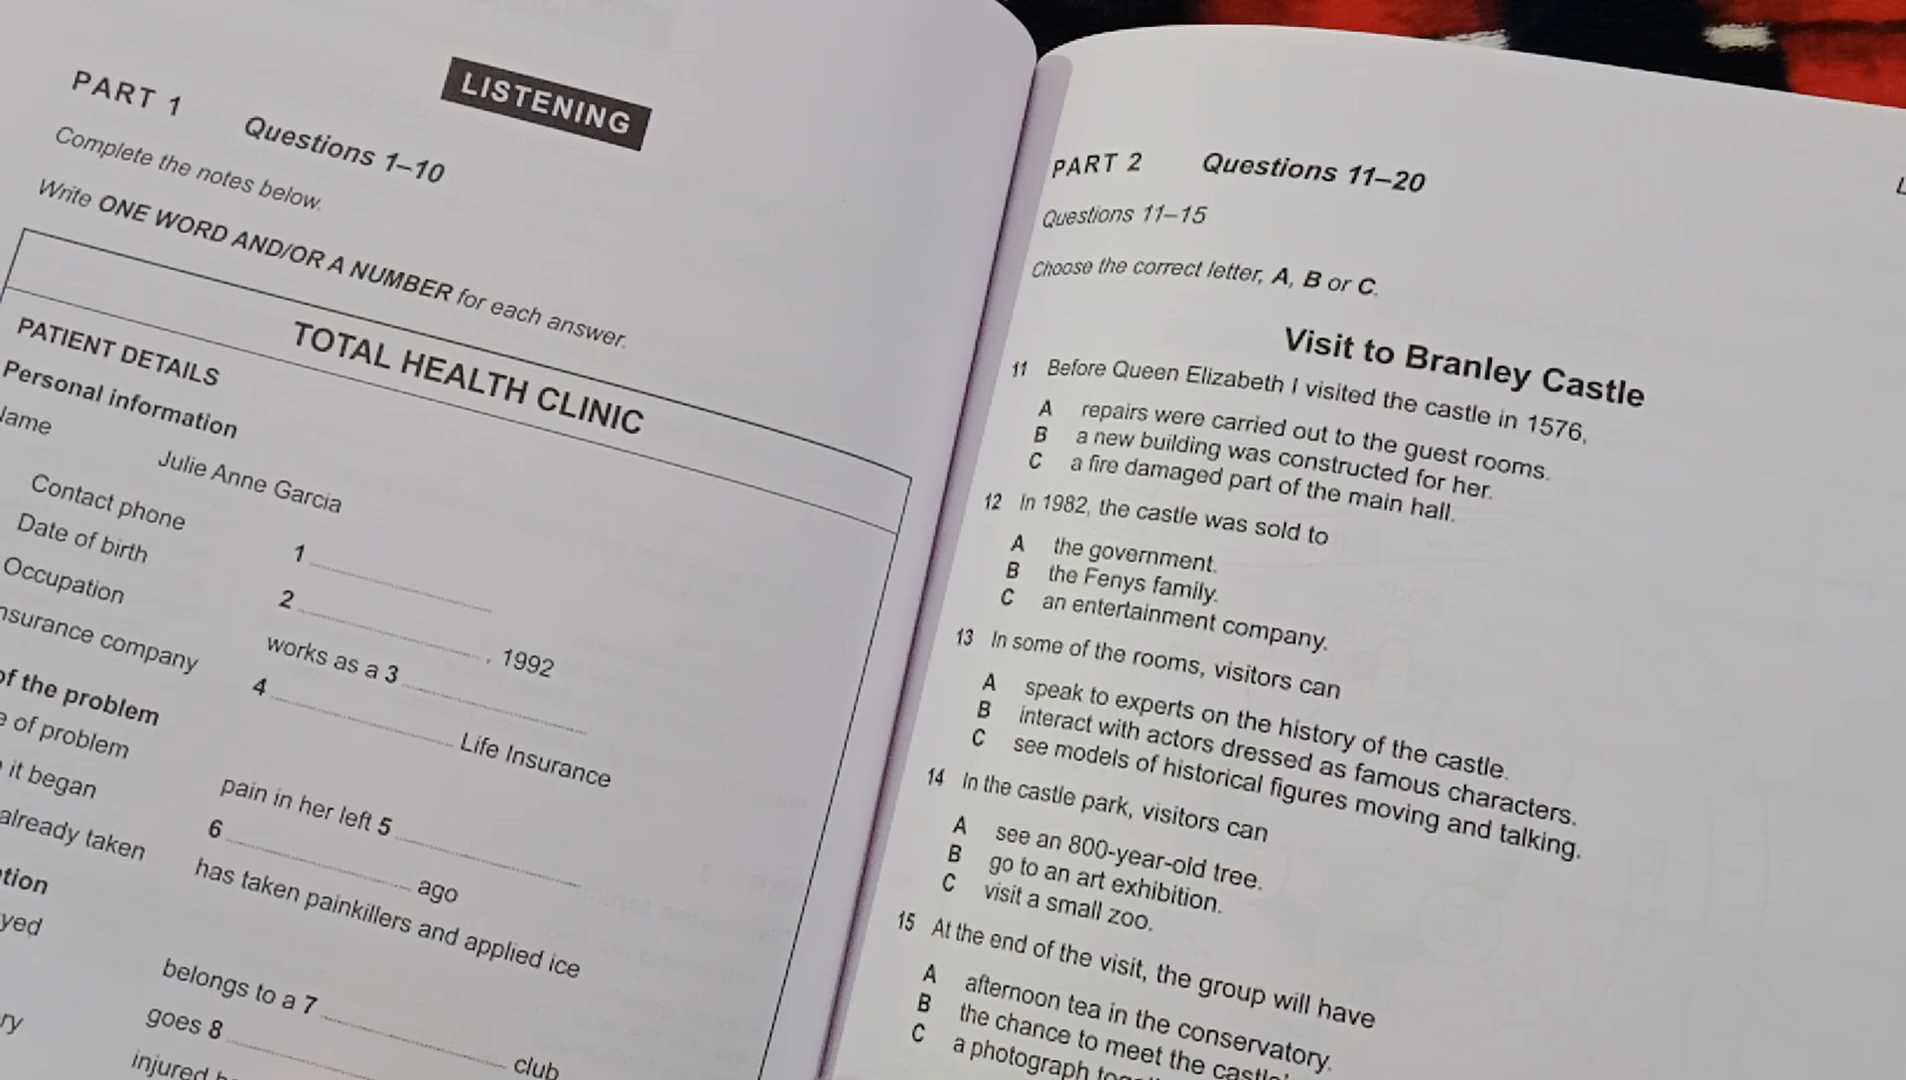 LISTENING
PART 1 Questions 1–10
Complete the notes below.
Write ONE WORD AND/OR A NUMBER for each answer.
TOTAL HEALTH CLINIC
PATIENT DETAILS
Personal information
Julie Anne Garcia
Contact phone 1
Date of birth 2 , 1992
Occupation works as a 3
company 4 Life Insurance
of the problem
of problem pain in her left 5
it began 6 ago
already taken has taken painkillers and applied ice
belongs to a 7 club
goes 8
injured
PART 2 Questions 11–20
Questions 11–15
Choose the correct letter, A, B or C.
Visit to Branley Castle
11 Before Queen Elizabeth I visited the castle in 1576,
A repairs were carried out to the guest rooms.
B a new building was constructed for her.
C a fire damaged part of the main hall.
12 In 1982, the castle was sold to
A the government.
B the Fenys family.
C an entertainment company.
13 In some of the rooms, visitors can
A speak to experts on the history of the castle.
B interact with actors dressed as famous characters.
C see models of historical figures moving and talking.
14 In the castle park, visitors can
A see an 800-year-old tree.
B go to an art exhibition.
C visit a small zoo.
15 At the end of the visit, the group will have
A afternoon tea in the conservatory.
B the chance to meet the
C a photograph